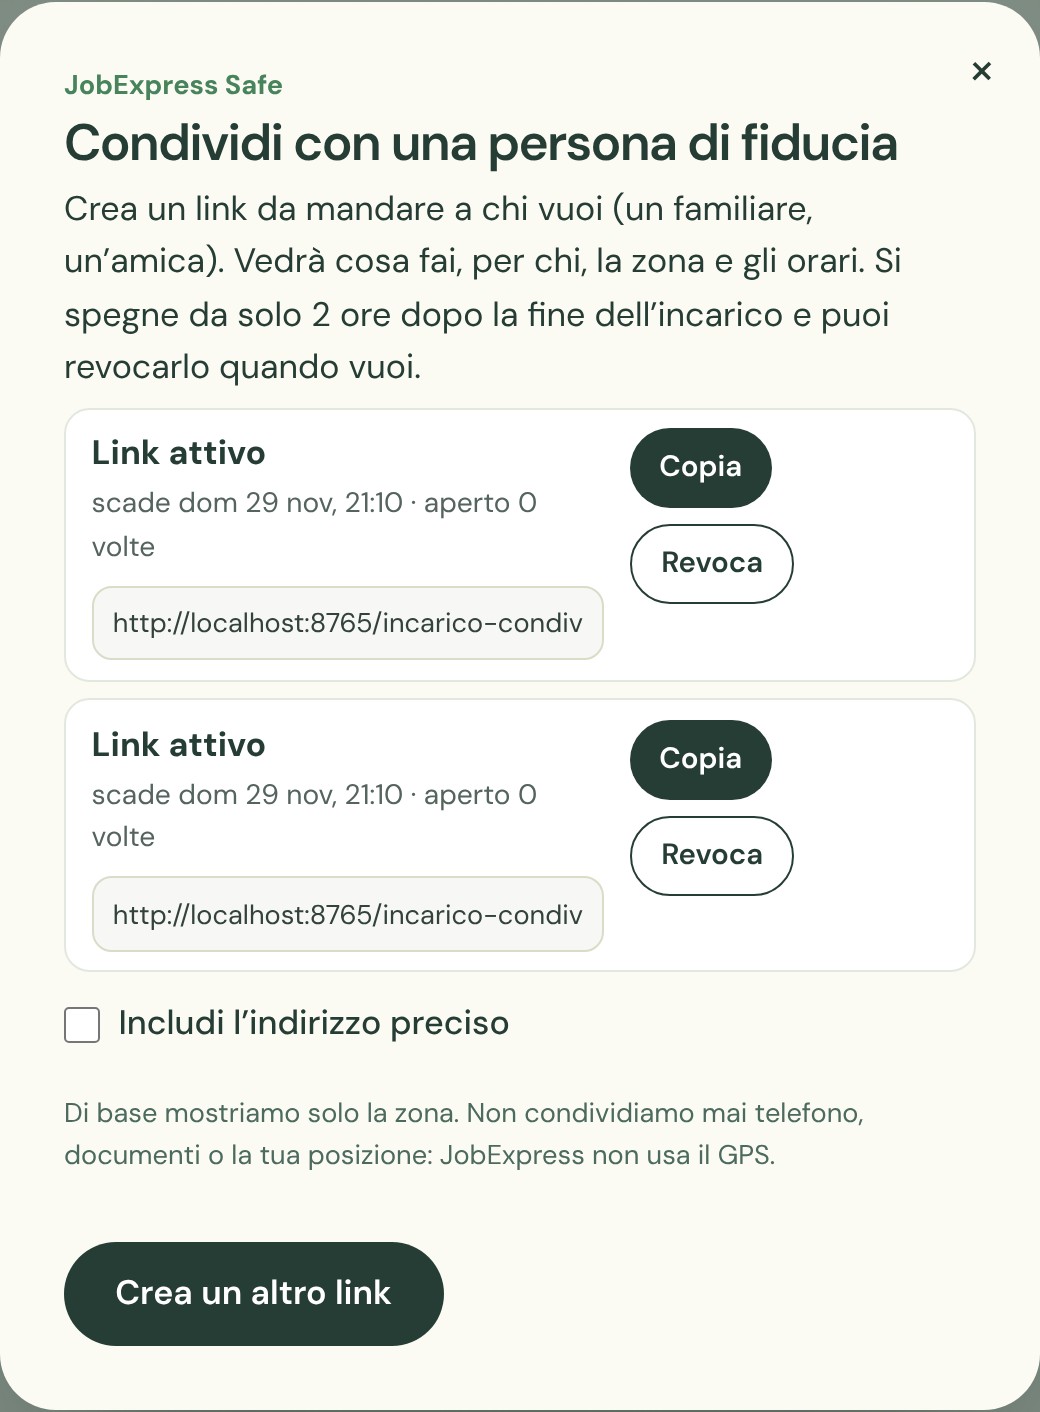 JobExpress Safe
×
Condividi con una persona di fiducia
Crea un link da mandare a chi vuoi (un familiare,
un’amica). Vedrà cosa fai, per chi, la zona e gli orari. Si
spegne da solo 2 ore dopo la fine dell’incarico e puoi
revocarlo quando vuoi.
Link attivo
scade dom 29 nov, 21:10 · aperto 0
volte
http://localhost:8765/incarico-condiv
Copia
Revoca
Link attivo
scade dom 29 nov, 21:10 · aperto 0
volte
http://localhost:8765/incarico-condiv
Copia
Revoca
Includi l’indirizzo preciso
Di base mostriamo solo la zona. Non condividiamo mai telefono,
documenti o la tua posizione: JobExpress non usa il GPS.
Crea un altro link